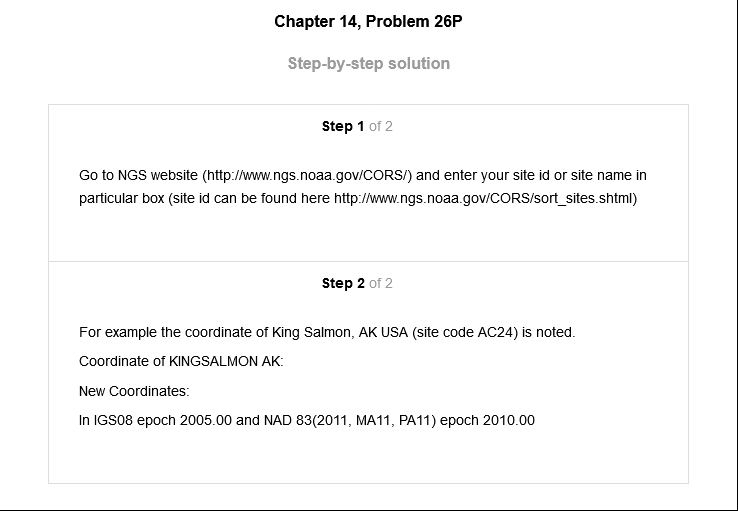 Chapter 14, Problem 26P
Step-by-step solution
Step 1 of 2
Go to NGS website (http://www.ngs.noaa.gov/CORS/) and enter your site id or site name in
particular box (site id can be found here http://www.ngs.noaa.gov/CORS/sort_sites.shtml)
Step 2 of 2
For example the coordinate of King Salmon, AK USA (site code AC24) is noted.
Coordinate of KINGSALMON AK:
New Coordinates:
In IGS08 epoch 2005.00 and NAD 83(2011, MA11, PA11) epoch 2010.00